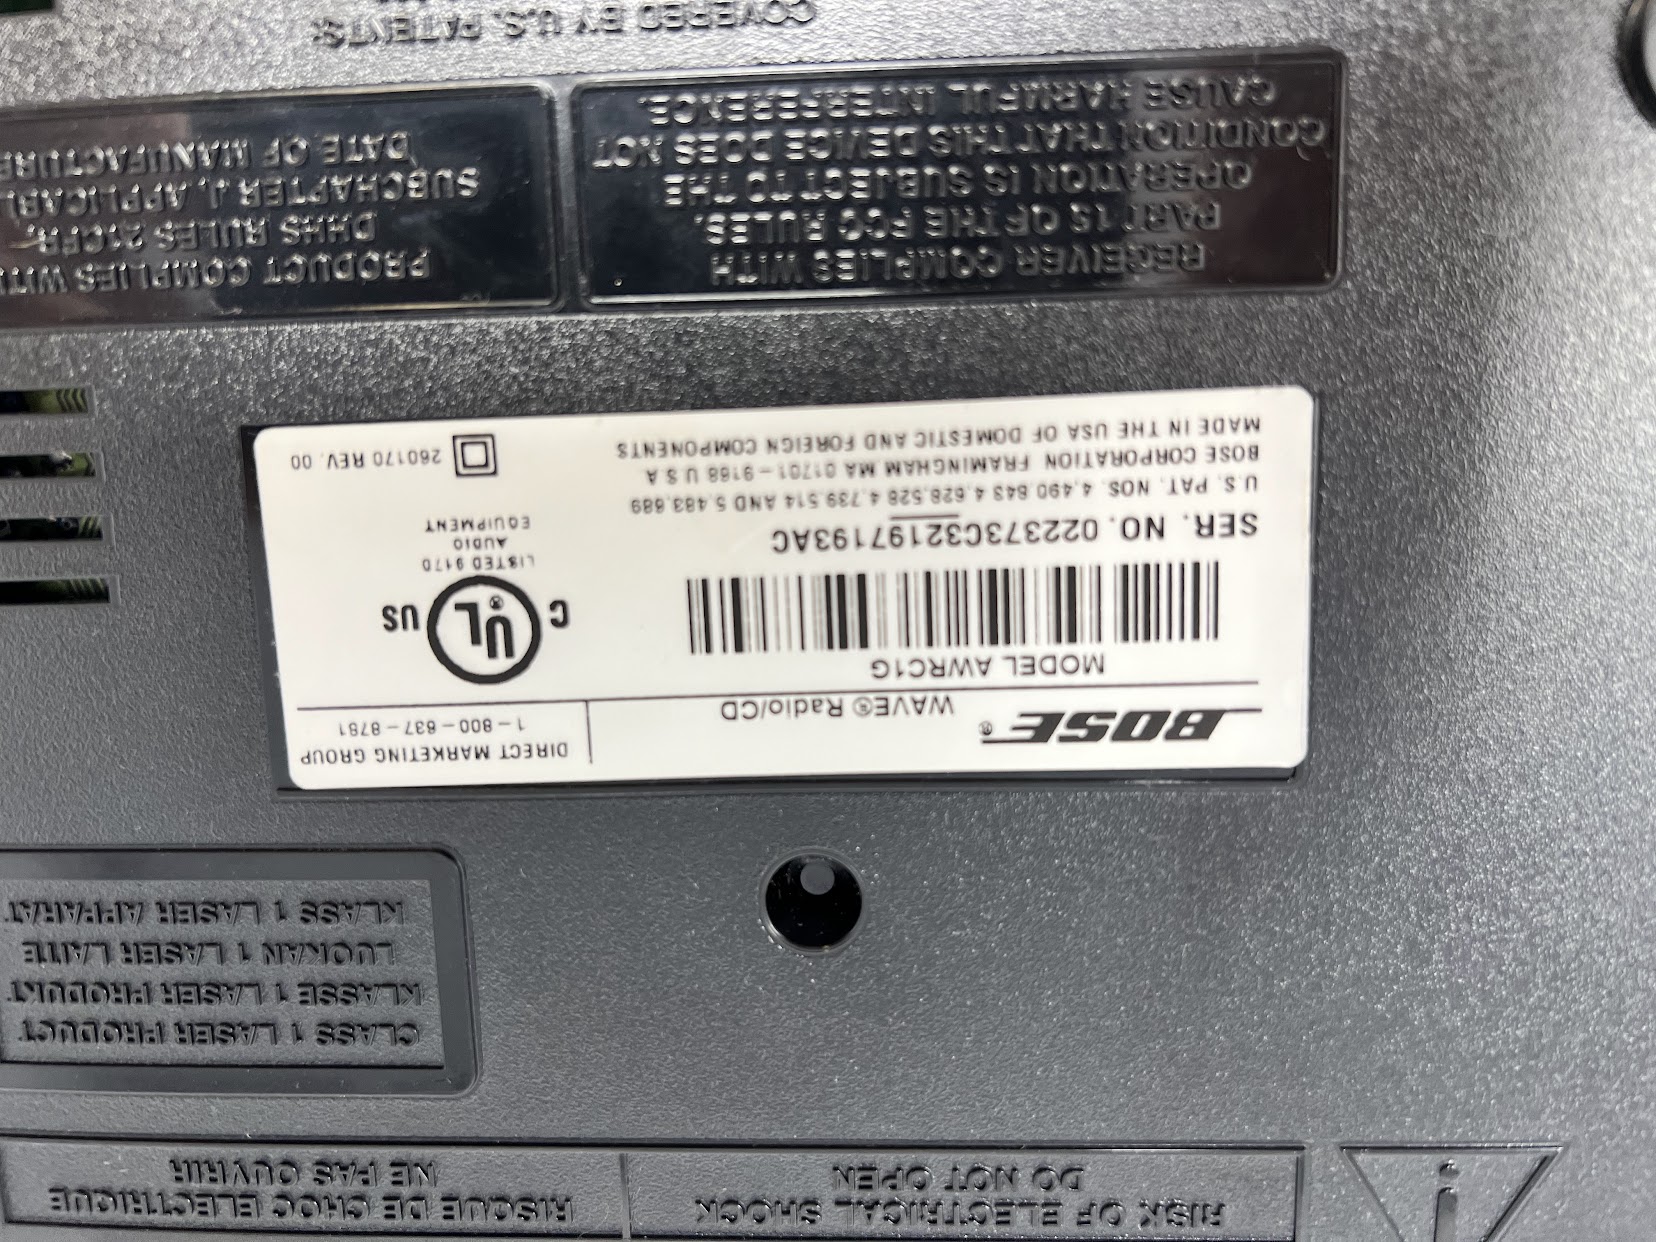 RISK OF ELECTRICAL SHOCK
DO NOT OPEN
RISQUE DE CHOC ELECTRIQUE
NE PAS OUVRIR
CLASS 1 LASER PRODUCT
KLASSE 1 LASER PRODUKT
LUOKAN 1 LASER LAITE
KLASS 1 LASER APPARAT
BOSE®
WAVE® Radio/CD
DIRECT MARKETING GROUP
1-800-637-8781
MODEL AWRC1G
SER. NO. 022373C32197193AC
U.S. PAT. NOS. 4,490.843 4,628.528 4,739.514 AND 5,483.689
BOSE CORPORATION FRAMINGHAM MA 01701-9168 U S A
MADE IN THE USA OF DOMESTIC AND FOREIGN COMPONENTS
C UL® US
LISTED 9170
AUDIO
EQUIPMENT
260170 REV. 00
RECEIVER COMPLIES WITH
PART 15 OF THE FCC RULES.
OPERATION IS SUBJECT TO THE
CONDITION THAT THIS DEVICE DOES NOT
CAUSE HARMFUL INTERFERENCE.
PRODUCT COMPLIES WITH
DHHS RULES 21CFR,
SUBCHAPTER J, APPLICABL
DATE OF MANUFACTURE
COVERED BY U.S. PATENTS: